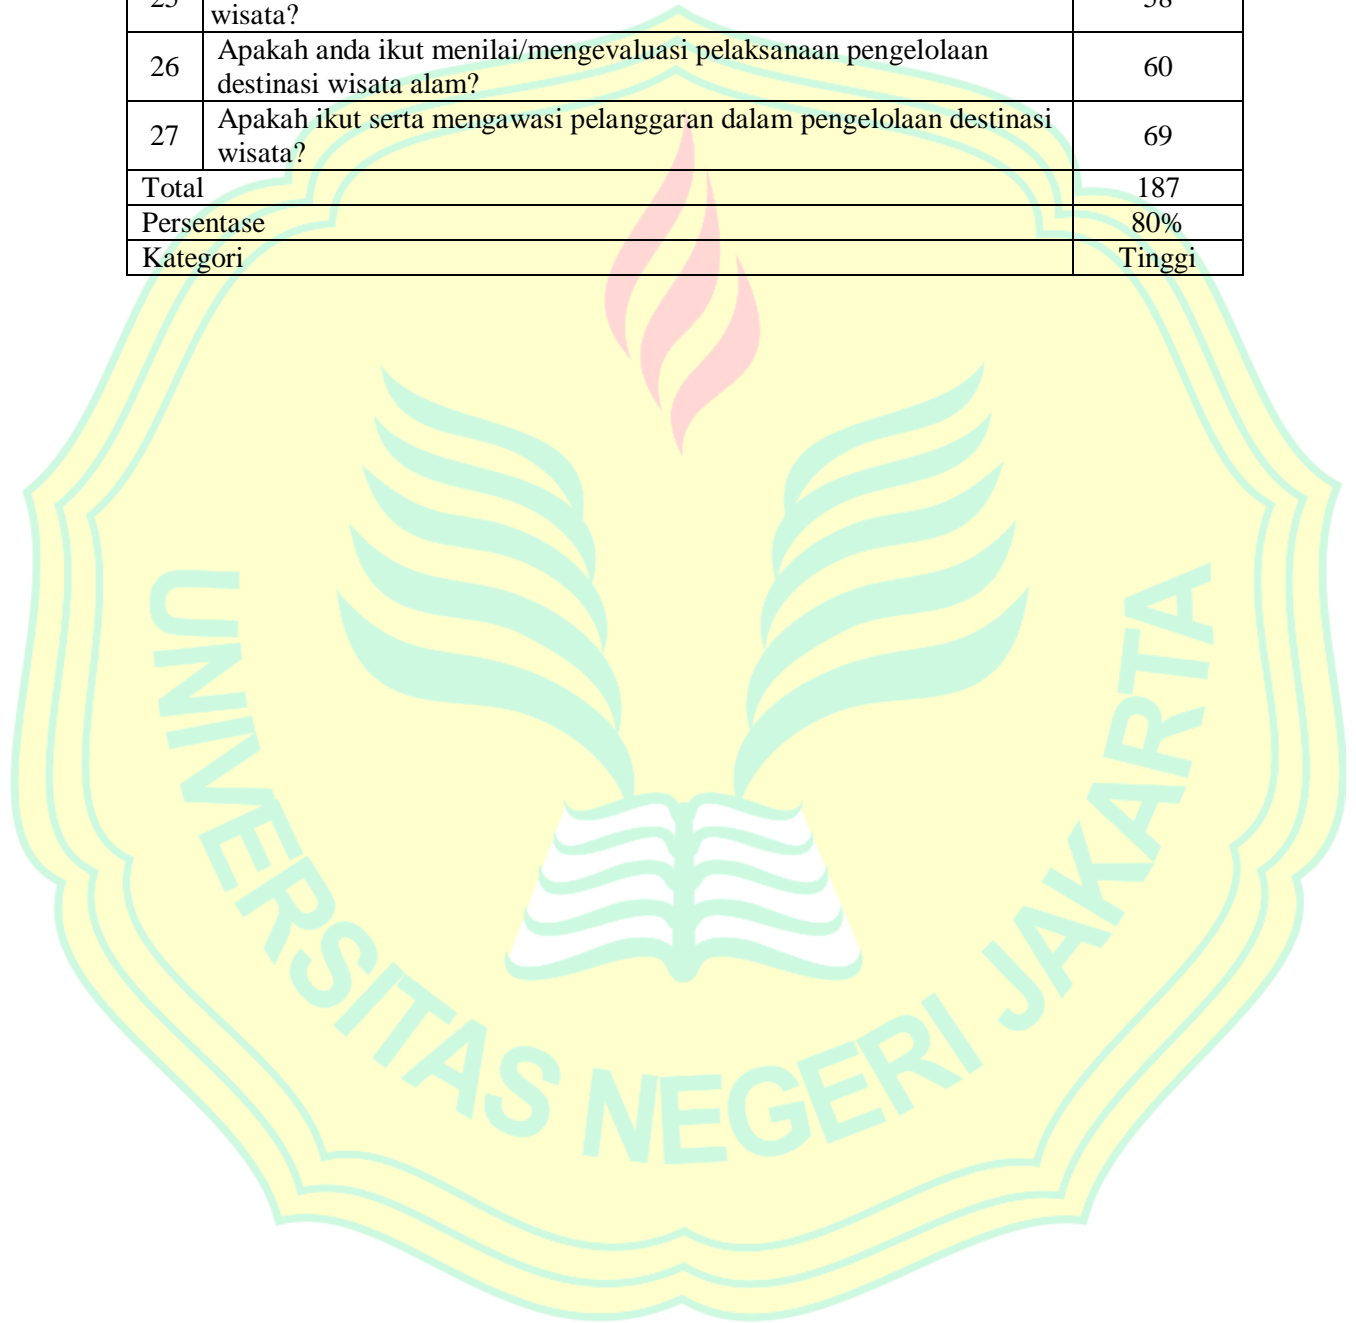 wisata?
26 Apakah anda ikut menilai/mengevaluasi pelaksanaan pengelolaan 60
destinasi wisata alam?
27 Apakah ikut serta mengawasi pelanggaran dalam pengelolaan destinasi 69
wisata?
Total 187
Persentase 80%
Kategori Tinggi
UNIVERSITAS NEGERI JAKARTA